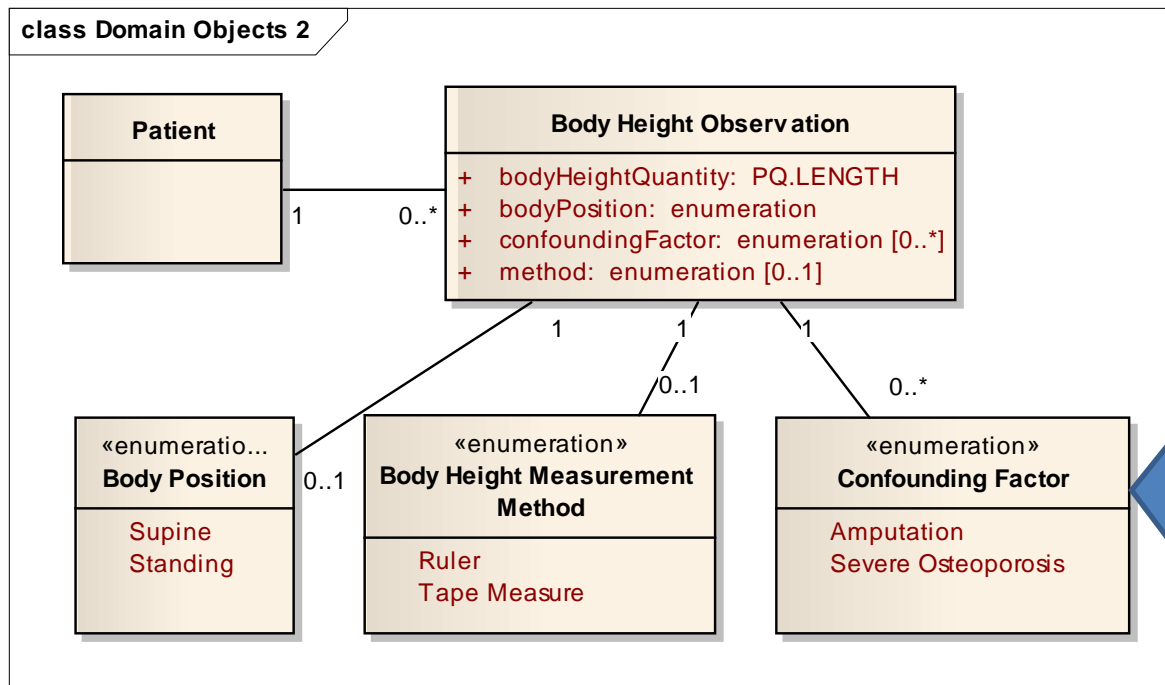 class Domain Objects 2
Patient
Body Height Observation
+ bodyHeightQuantity: PQ.LENGTH
+ bodyPosition: enumeration
+ confoundingFactor: enumeration [0..*]
+ method: enumeration [0..1]
1
0..*
1
1
1
0..1
0..*
0..1
«enumeratio...
Body Position
Supine
Standing
«enumeration»
Body Height Measurement
Method
Ruler
Tape Measure
«enumeration»
Confounding Factor
Amputation
Severe Osteoporosis